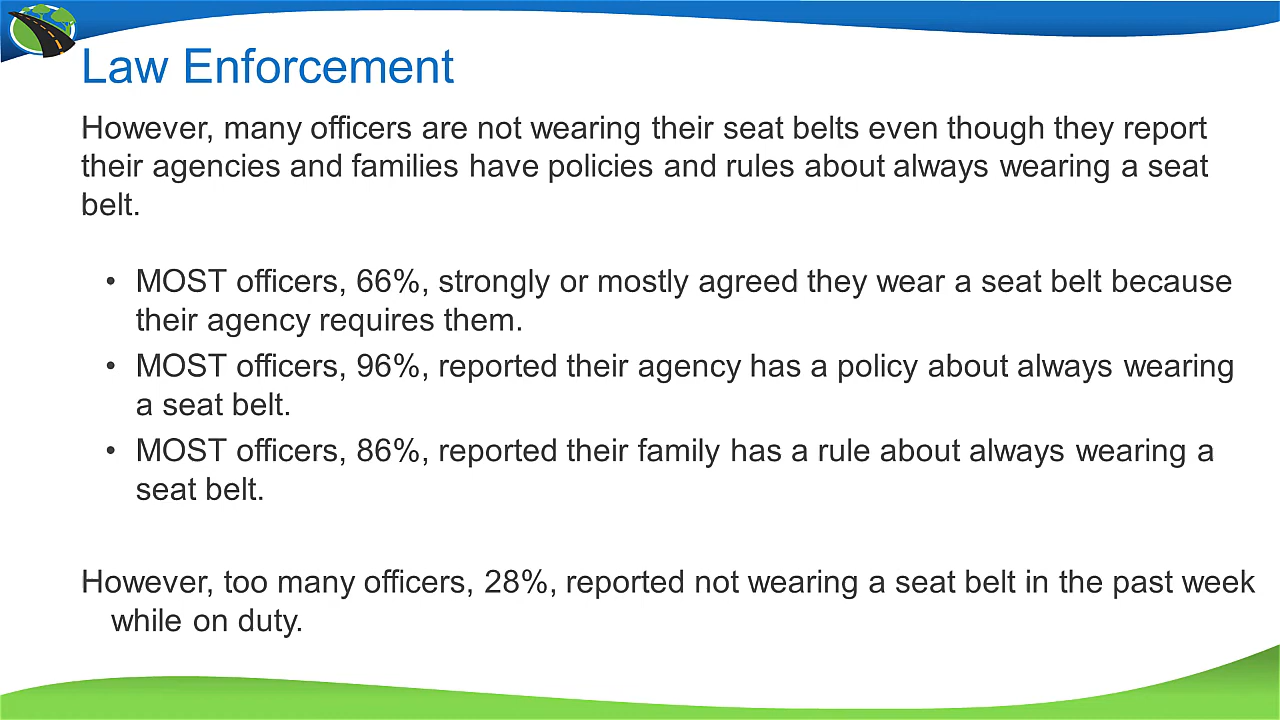 Law Enforcement
However, many officers are not wearing their seat belts even though they report
their agencies and families have policies and rules about always wearing a seat
belt.
• MOST officers, 66%, strongly or mostly agreed they wear a seat belt because
their agency requires them.
• MOST officers, 96%, reported their agency has a policy about always wearing
a seat belt.
• MOST officers, 86%, reported their family has a rule about always wearing a
seat belt.
However, too many officers, 28%, reported not wearing a seat belt in the past week
while on duty.